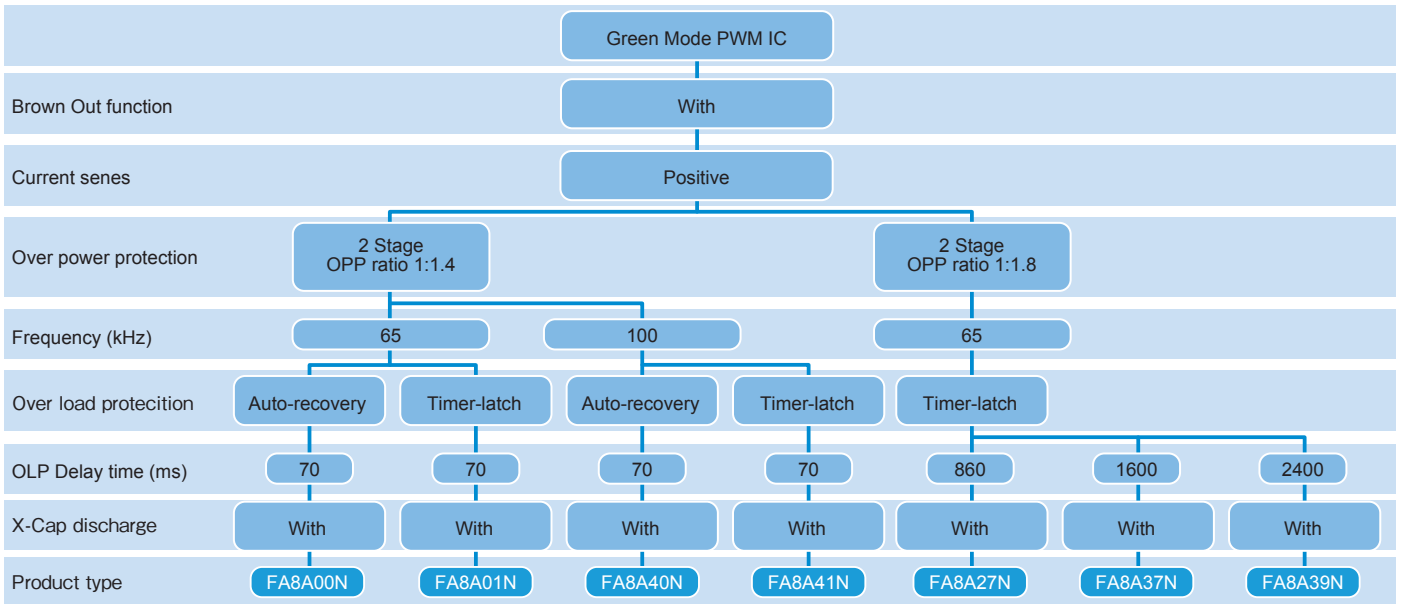 Green Mode PWM IC
Brown Out function
With
Current senes
Positive
Over power protection
2 Stage
OPP ratio 1:1.4
2 Stage
OPP ratio 1:1.8
Frequency (kHz)
65
100
65
Over load protecition
Auto-recovery
Timer-latch
Auto-recovery
Timer-latch
Timer-latch
OLP Delay time (ms)
70
70
70
70
860
1600
2400
X-Cap discharge
With
With
With
With
With
With
With
Product type
FA8A00N
FA8A01N
FA8A40N
FA8A41N
FA8A27N
FA8A37N
FA8A39N